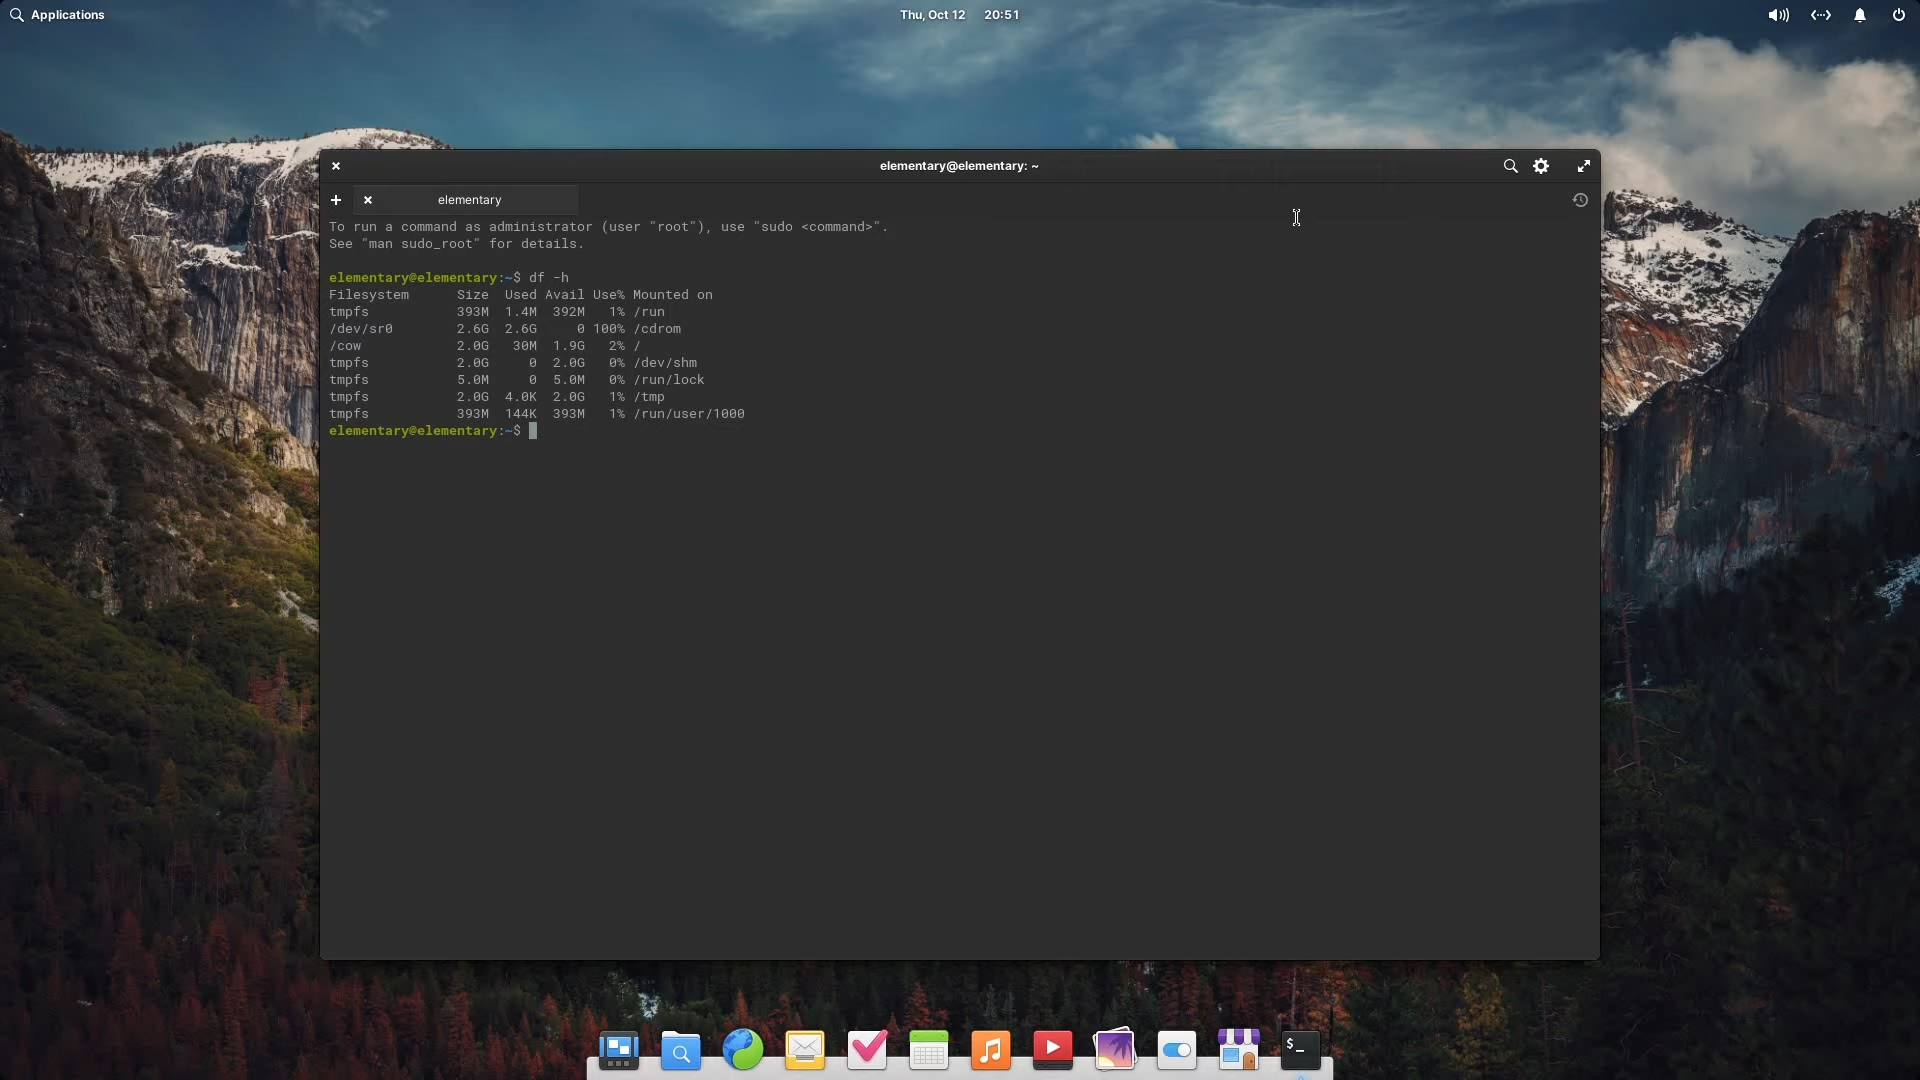 Applications
Thu, Oct 12 20:51
elementary@elementary: ~
elementary
To run a command as administrator (user "root"), use "sudo <command>".
See "man sudo_root" for details.
elementary@elementary:~$ df -h
Filesystem      Size  Used Avail Use% Mounted on
tmpfs           393M  1.4M  392M   1% /run
/dev/sr0        2.6G  2.6G     0 100% /cdrom
/cow            2.0G   30M  1.9G   2% /
tmpfs           2.0G     0  2.0G   0% /dev/shm
tmpfs           5.0M     0  5.0M   0% /run/lock
tmpfs           2.0G  4.0K  2.0G   1% /tmp
tmpfs           393M  144K  393M   1% /run/user/1000
elementary@elementary:~$
$_